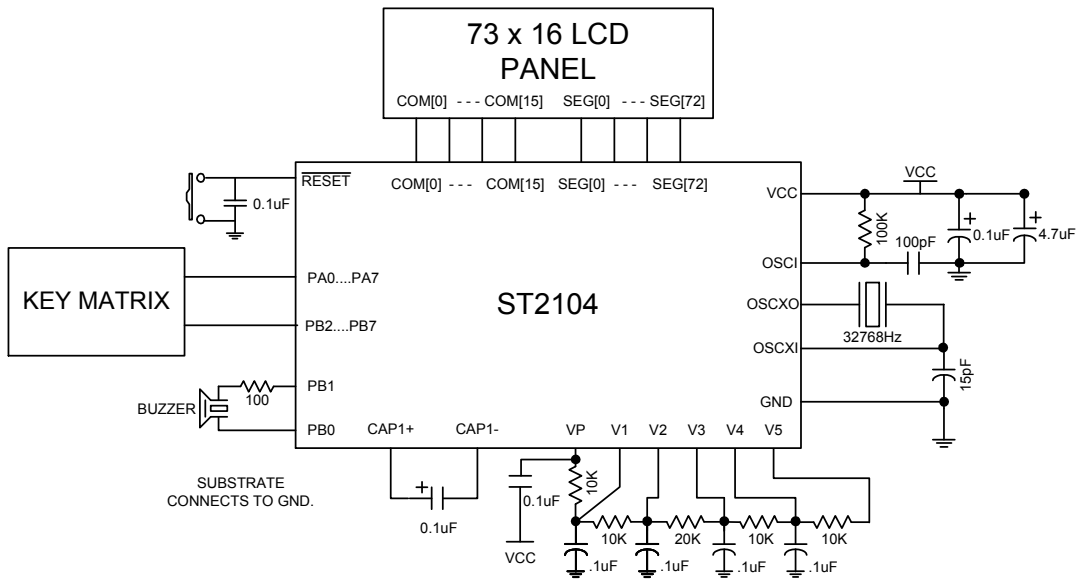 73 x 16 LCD
PANEL
COM[0] - - - COM[15] SEG[0] - - - SEG[72]
COM[0] - - - COM[15] SEG[0] - - - SEG[72]
RESET
0.1uF
VCC
VCC
100K
100pF
0.1uF
4.7uF
OSCI
KEY MATRIX
PA0....PA7
PB2....PB7
ST2104
OSCXO
32768Hz
OSCXI
15pF
GND
BUZZER
100
PB1
PB0
CAP1+ CAP1- VP V1 V2 V3 V4 V5
SUBSTRATE
CONNECTS TO GND.
+
0.1uF
0.1uF
VCC
10K
10K 20K 10K 10K
.1uF .1uF .1uF .1uF
+
+